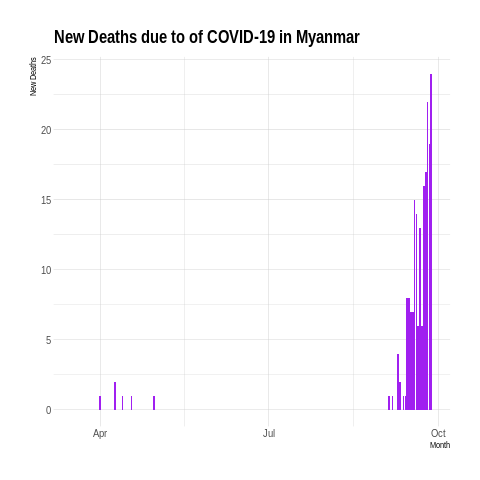 New Deaths due to of COVID-19 in Myanmar
New Deaths
25
20
15
10
5
0
Apr
Jul
Oct
Month